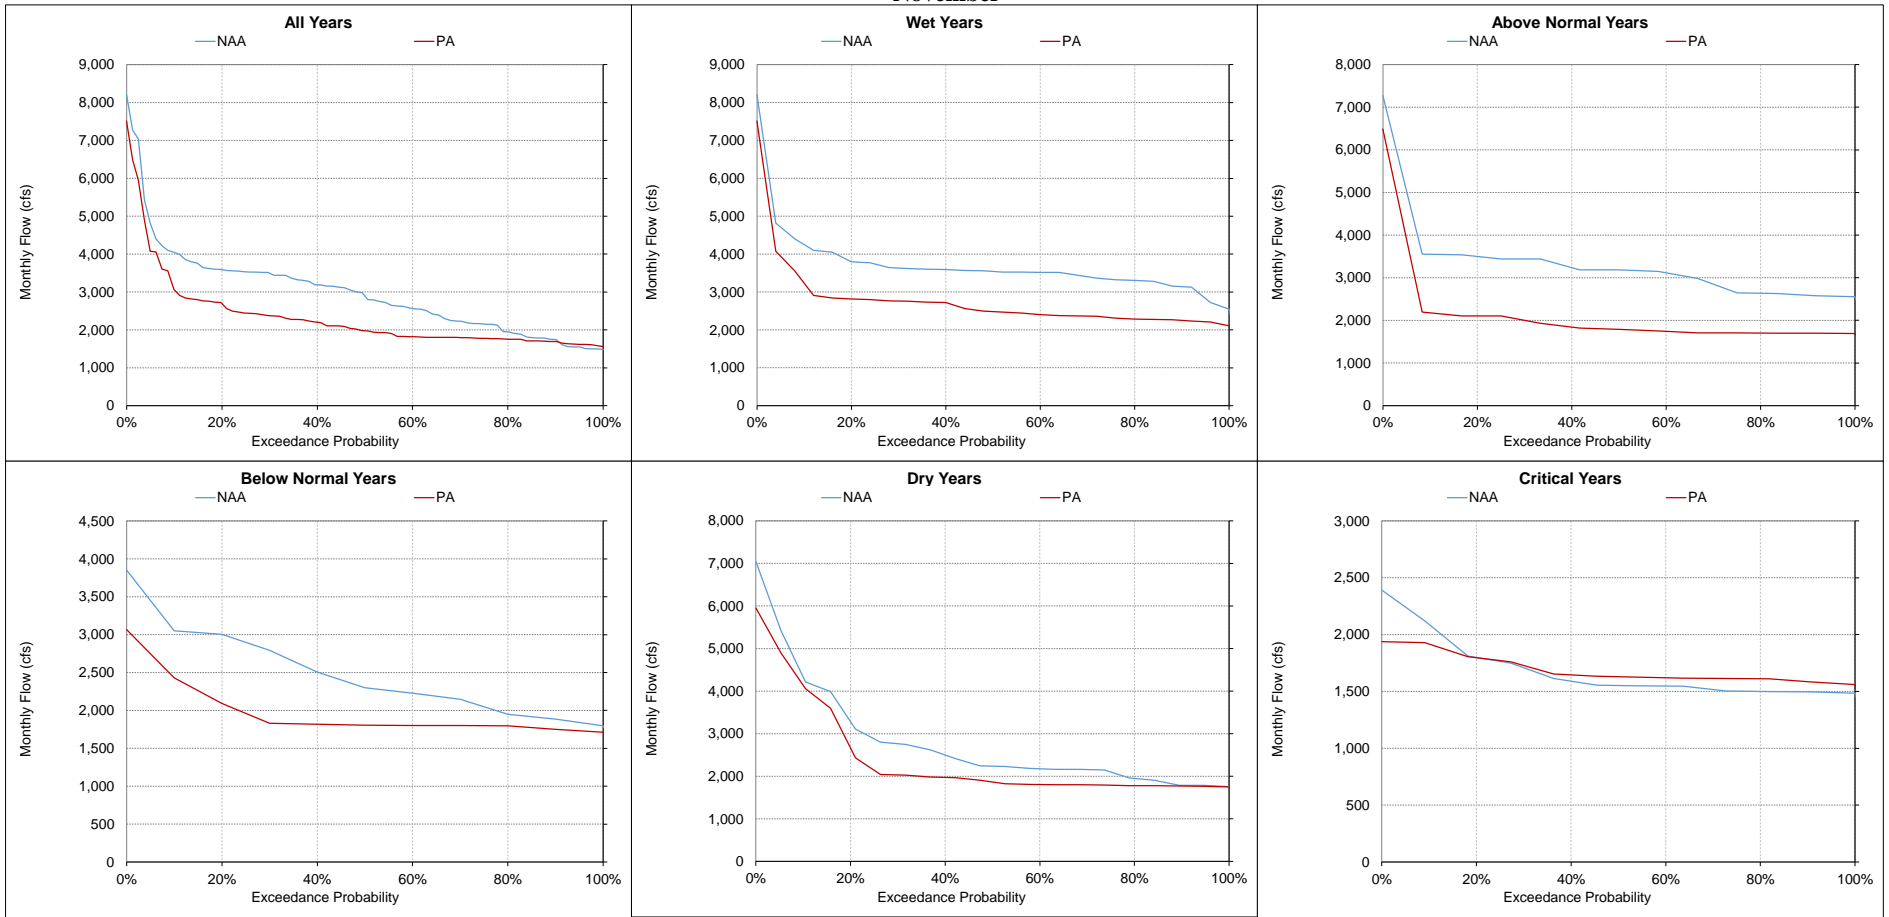 All Years
NAA PA
9,000
8,000
7,000
6,000
5,000
4,000
3,000
2,000
1,000
0
Monthly Flow (cfs)
0% 20% 40% 60% 80% 100%
Exceedance Probability
Wet Years
NAA PA
9,000
8,000
7,000
6,000
5,000
4,000
3,000
2,000
1,000
0
Monthly Flow (cfs)
0% 20% 40% 60% 80% 100%
Exceedance Probability
Above Normal Years
NAA PA
8,000
7,000
6,000
5,000
4,000
3,000
2,000
1,000
0
Monthly Flow (cfs)
0% 20% 40% 60% 80% 100%
Exceedance Probability
Below Normal Years
NAA PA
4,500
4,000
3,500
3,000
2,500
2,000
1,500
1,000
500
0
Monthly Flow (cfs)
0% 20% 40% 60% 80% 100%
Exceedance Probability
Dry Years
NAA PA
8,000
7,000
6,000
5,000
4,000
3,000
2,000
1,000
0
Monthly Flow (cfs)
0% 20% 40% 60% 80% 100%
Exceedance Probability
Critical Years
NAA PA
3,000
2,500
2,000
1,500
1,000
500
0
Monthly Flow (cfs)
0% 20% 40% 60% 80% 100%
Exceedance Probability